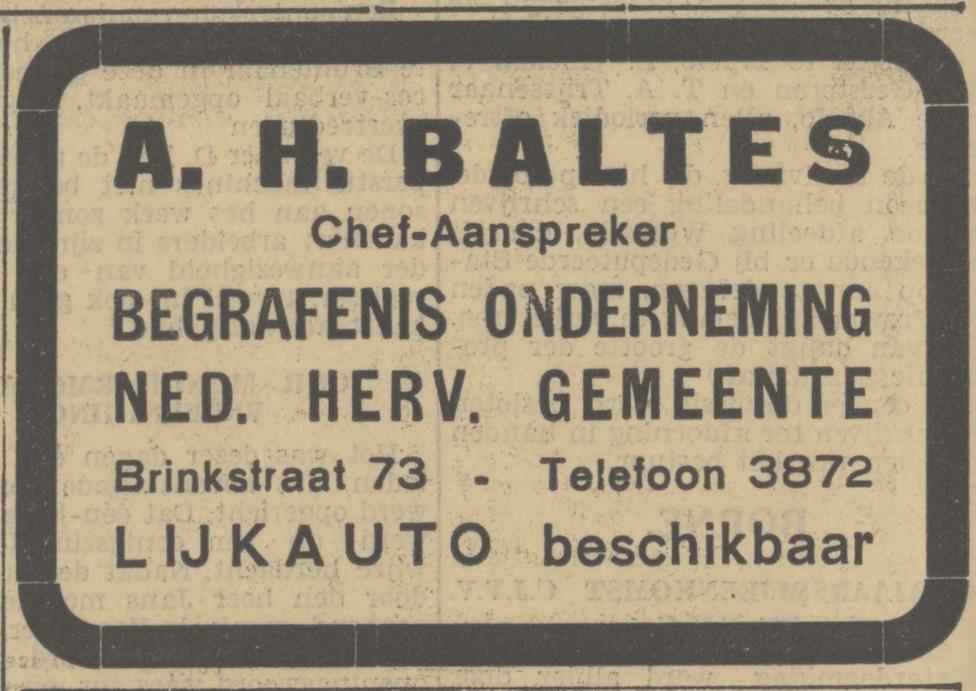 A. H. BALTES
Chef-Aanspreker
BEGRAFENIS ONDERNEMING
NED. HERV. GEMEENTE
Brinkstraat 73 - Telefoon 3872
LIJKAUTO beschikbaar